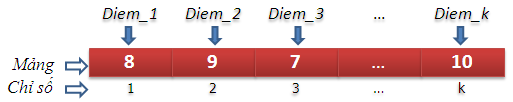 Diem_1 Diem_2 Diem_3 ... Diem_k
Mảng 8 9 7 ... 10
Chỉ số 1 2 3 ... k